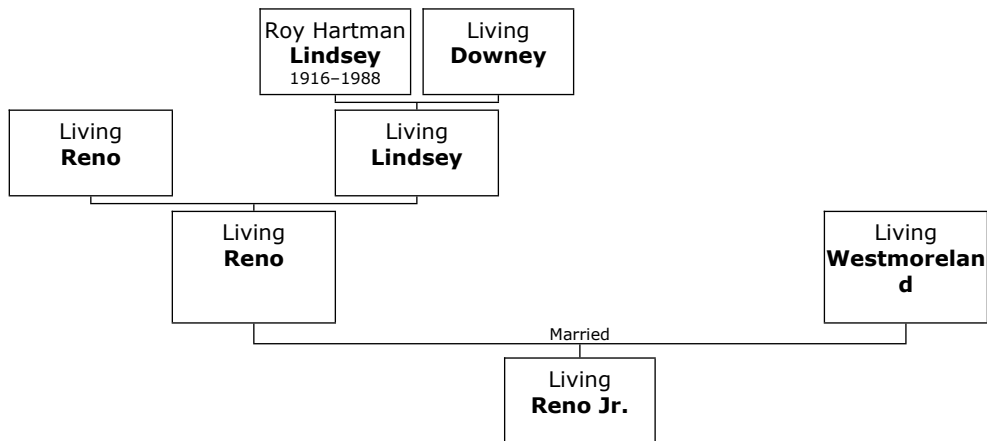 Roy Hartman
Lindsey
1916–1988
Living
Downey
Living
Reno
Living
Lindsey
Living
Reno
Living
Westmorelan
d
Married
Living
Reno Jr.